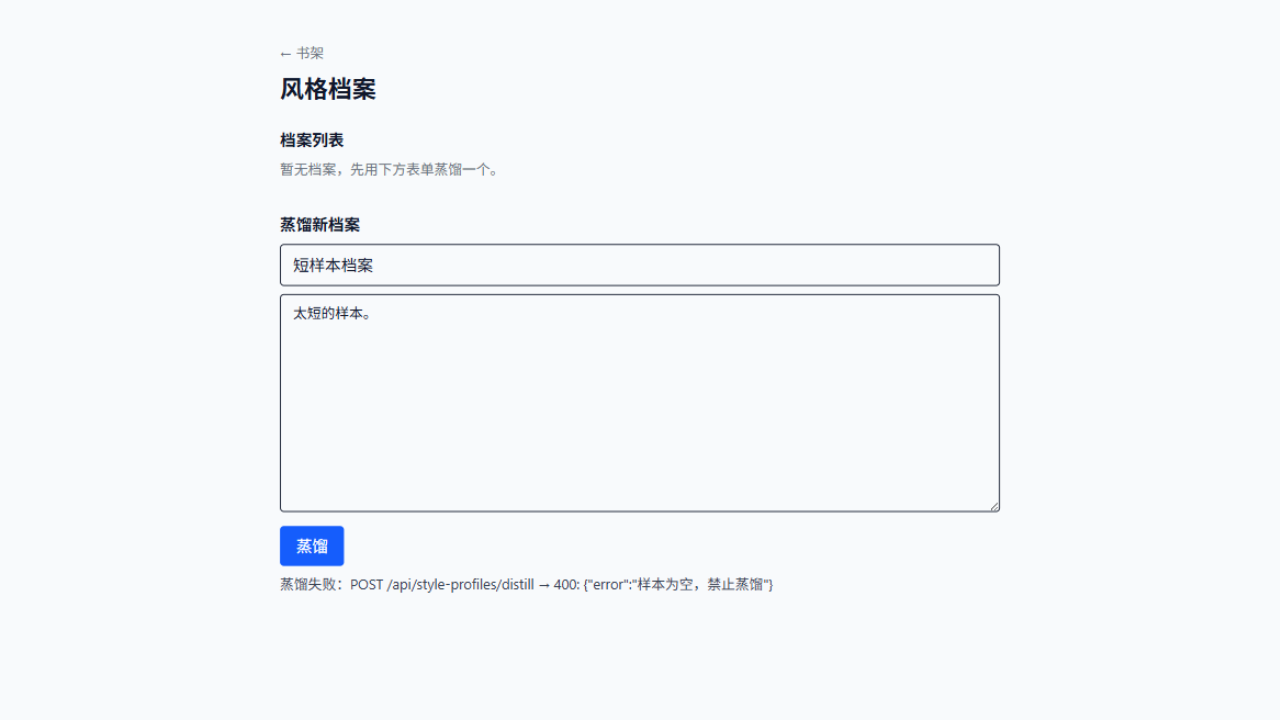 ← 书架
风格档案
档案列表
暂无档案，先用下方表单蒸馏一个。
蒸馏新档案
短样本档案
太短的样本。
蒸馏
蒸馏失败：POST /api/style-profiles/distill → 400: {"error":"样本为空，禁止蒸馏"}